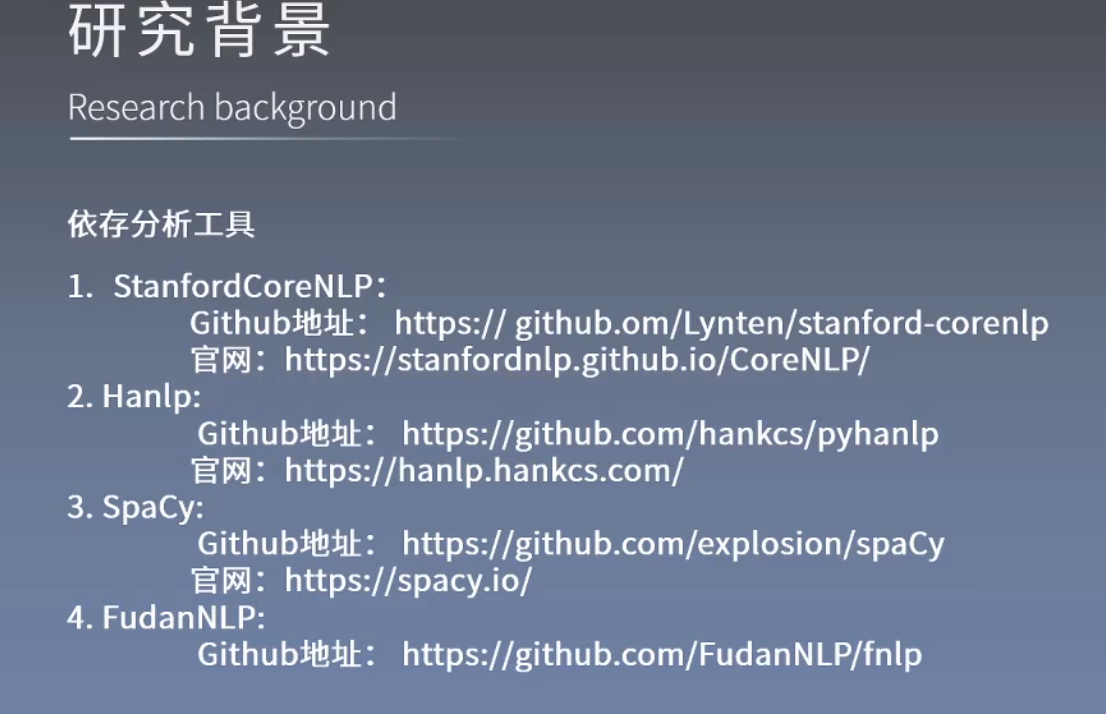 研究背景
Research background
依存分析工具
1. StanfordCoreNLP：
Github地址： https:// github.om/Lynten/stanford-corenlp
官网：https://stanfordnlp.github.io/CoreNLP/
2. Hanlp:
Github地址： https://github.com/hankcs/pyhanlp
官网：https://hanlp.hankcs.com/
3. SpaCy:
Github地址： https://github.com/explosion/spaCy
官网：https://spacy.io/
4. FudanNLP:
Github地址： https://github.com/FudanNLP/fnlp